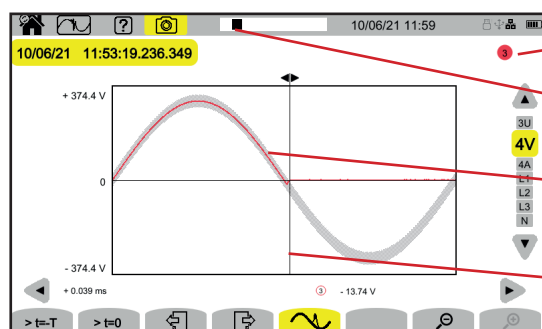 ?
10/06/21 11:59
10/06/21 11:53:19.236.349
3
+ 374.4 V
0
- 374.4 V
3U
4V
4A
L1
L2
L3
N
+ 0.039 ms
3 - 13.74 V
> t=-T
> t=0